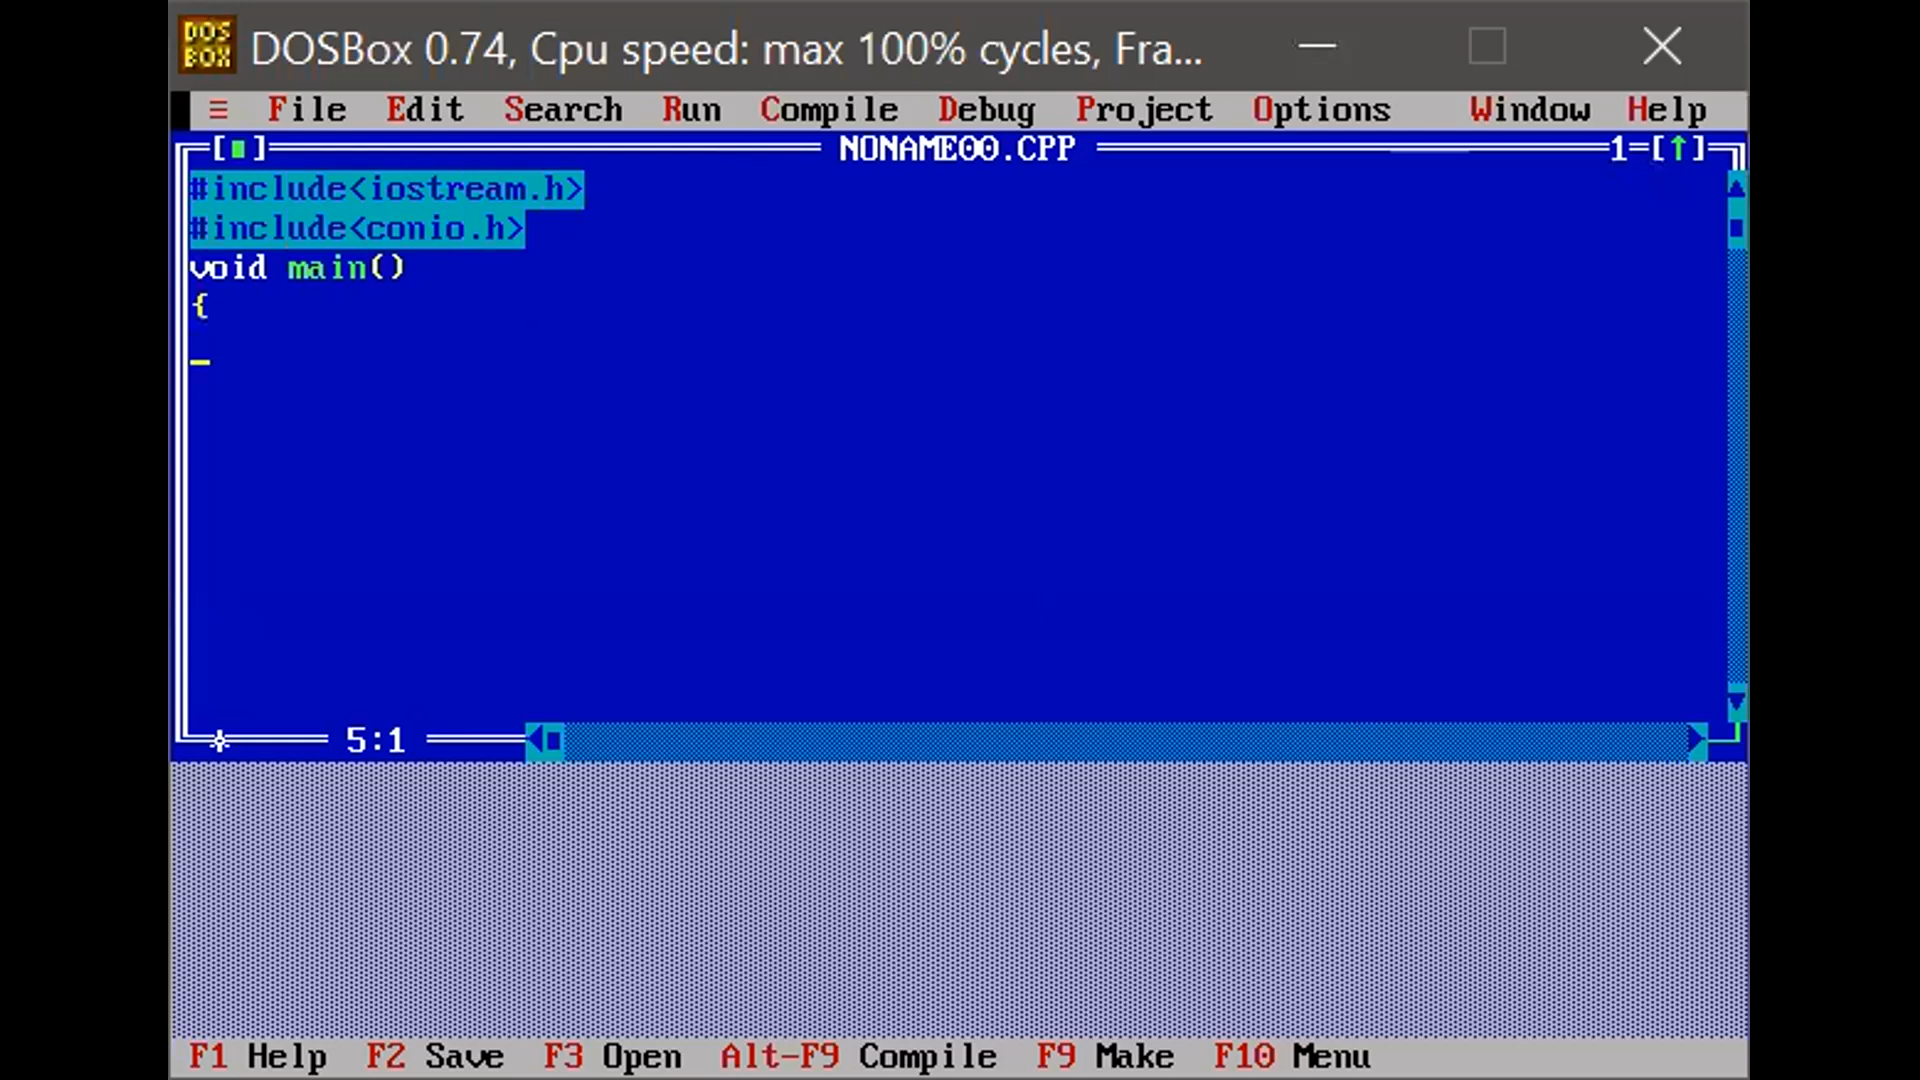 DOS
BOX
DOSBox 0.74, Cpu speed: max 100% cycles, Fra...
≡ File Edit Search Run Compile Debug Project Options Window Help
[■] NONAME00.CPP 1=[↑]
#include<iostream.h>
#include<conio.h>
void main()
{
_
* 5:1
F1 Help F2 Save F3 Open Alt-F9 Compile F9 Make F10 Menu